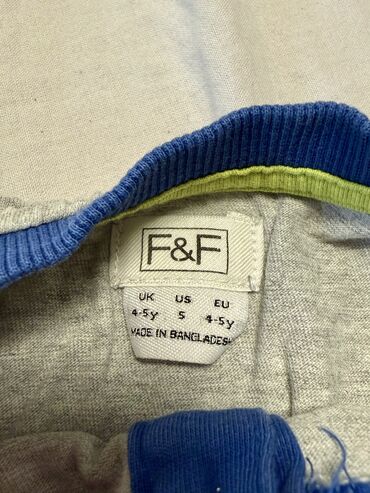 F&F
UK US EU
4-5y 5 4-5y
MADE IN BANGLADESH